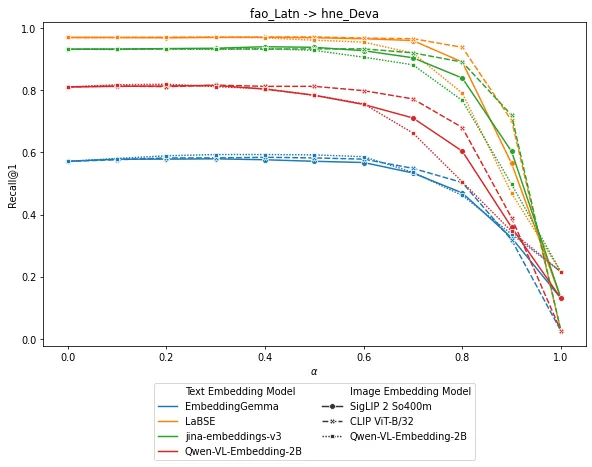 fao_Latn -> hne_Deva
Recall@1
1.0
0.8
0.6
0.4
0.2
0.0
0.0 0.2 0.4 0.6 0.8 1.0
α
Text Embedding Model Image Embedding Model
EmbeddingGemma SigLIP 2 So400m
LaBSE CLIP ViT-B/32
jina-embeddings-v3 Qwen-VL-Embedding-2B
Qwen-VL-Embedding-2B